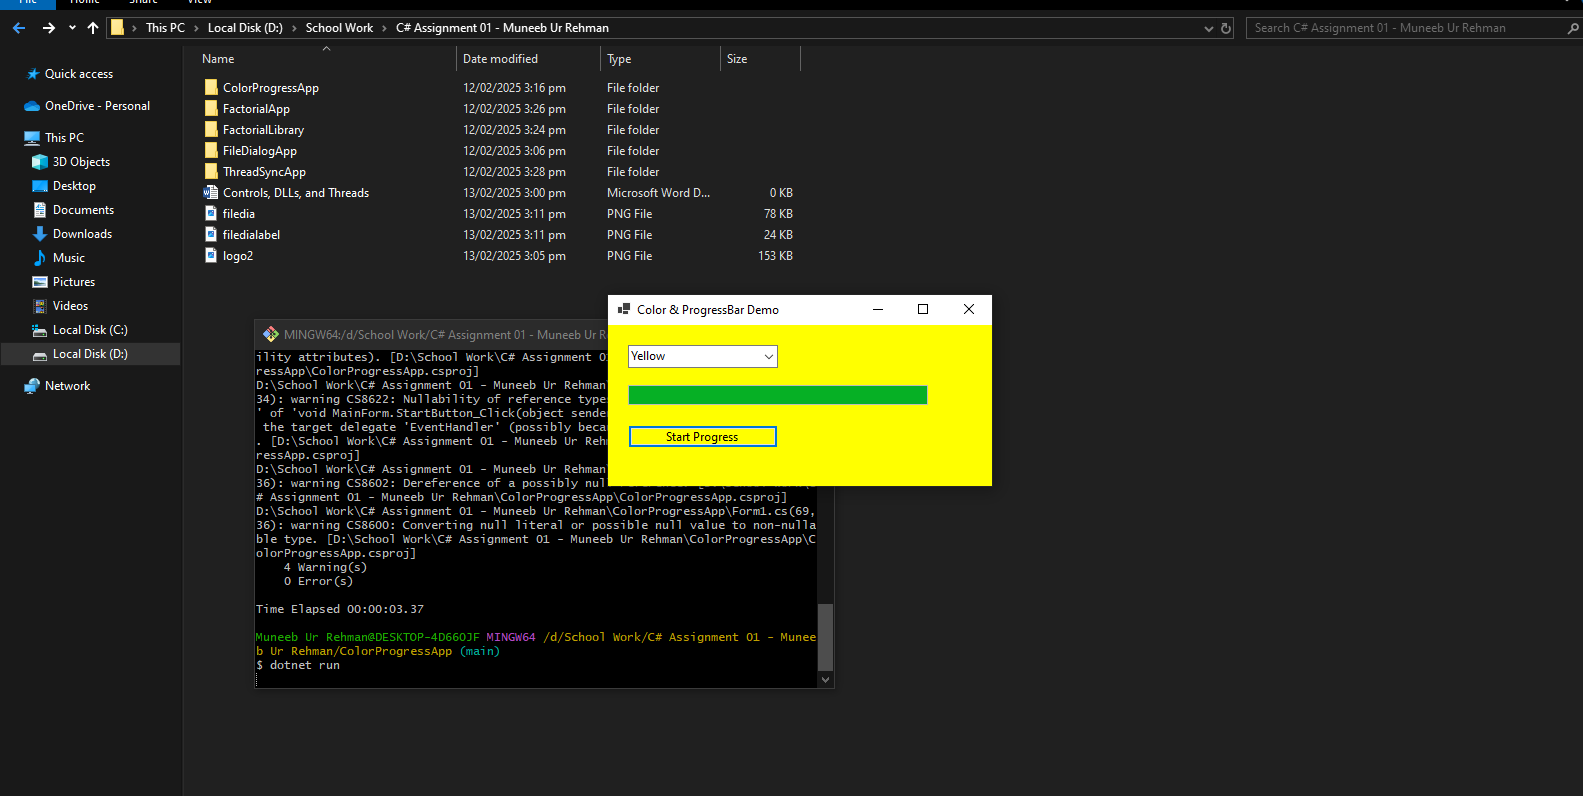 File Home Share View
This PC > Local Disk (D:) > School Work > C# Assignment 01 - Muneeb Ur Rehman
Search C# Assignment 01 - Muneeb Ur Rehman
Quick access
OneDrive - Personal
This PC
3D Objects
Desktop
Documents
Downloads
Music
Pictures
Videos
Local Disk (C:)
Local Disk (D:)
Network
Name Date modified Type Size
ColorProgressApp 12/02/2025 3:16 pm File folder
FactorialApp 12/02/2025 3:26 pm File folder
FactorialLibrary 12/02/2025 3:24 pm File folder
FileDialogApp 12/02/2025 3:06 pm File folder
ThreadSyncApp 12/02/2025 3:28 pm File folder
Controls, DLLs, and Threads 13/02/2025 3:00 pm Microsoft Word D... 0 KB
filedia 13/02/2025 3:11 pm PNG File 78 KB
filedialabel 13/02/2025 3:11 pm PNG File 24 KB
logo2 13/02/2025 3:05 pm PNG File 153 KB
MINGW64:/d/School Work/C# Assignment 01 - Muneeb Ur R
ility attributes). [D:\School Work\C# Assignment 01
ressApp\ColorProgressApp.csproj]
D:\School Work\C# Assignment 01 - Muneeb Ur Rehman\
34): warning CS8622: Nullability of reference types
' of 'void MainForm.StartButton_Click(object sende
the target delegate 'EventHandler' (possibly beca
. [D:\School Work\C# Assignment 01 - Muneeb Ur Rehman
ressApp.csproj]
D:\School Work\C# Assignment 01 - Muneeb Ur Rehman\
36): warning CS8602: Dereference of a possibly nul
# Assignment 01 - Muneeb Ur Rehman\ColorProgressApp\ColorProgressApp.csproj]
D:\School Work\C# Assignment 01 - Muneeb Ur Rehman\ColorProgressApp\Form1.cs(69,
36): warning CS8600: Converting null literal or possible null value to non-nulla
ble type. [D:\School Work\C# Assignment 01 - Muneeb Ur Rehman\ColorProgressApp\C
olorProgressApp.csproj]
4 Warning(s)
0 Error(s)
Time Elapsed 00:00:03.37
Muneeb Ur Rehman@DESKTOP-4D66OJF MINGW64 /d/School Work/C# Assignment 01 - Munee
b Ur Rehman/ColorProgressApp (main)
$ dotnet run
Color & ProgressBar Demo
Yellow
Start Progress